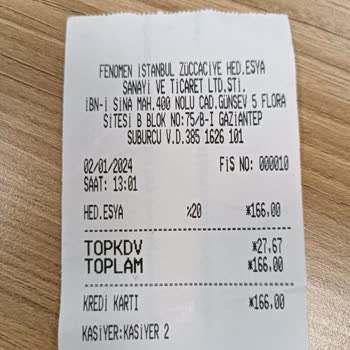 FENOMEN İSTANBUL ZÜCCACİYE HED.ESYA
SANAYİ VE TİCARET LTD.STİ.
İBN-İ SİNA MAH.400 NOLU CAD.GÜNSEV 5 FLORA
SİTESİ B BLOK NO:75/B-I GAZİANTEP
SUBURCU V.D.385 1626 101
02/01/2024 FİS NO: 000010
SAAT: 13:01
HED.ESYA %20 *166,00
TOPKDV *27,67
TOPLAM *166,00
KREDİ KARTI *166,00
KASİYER:KASİYER 2